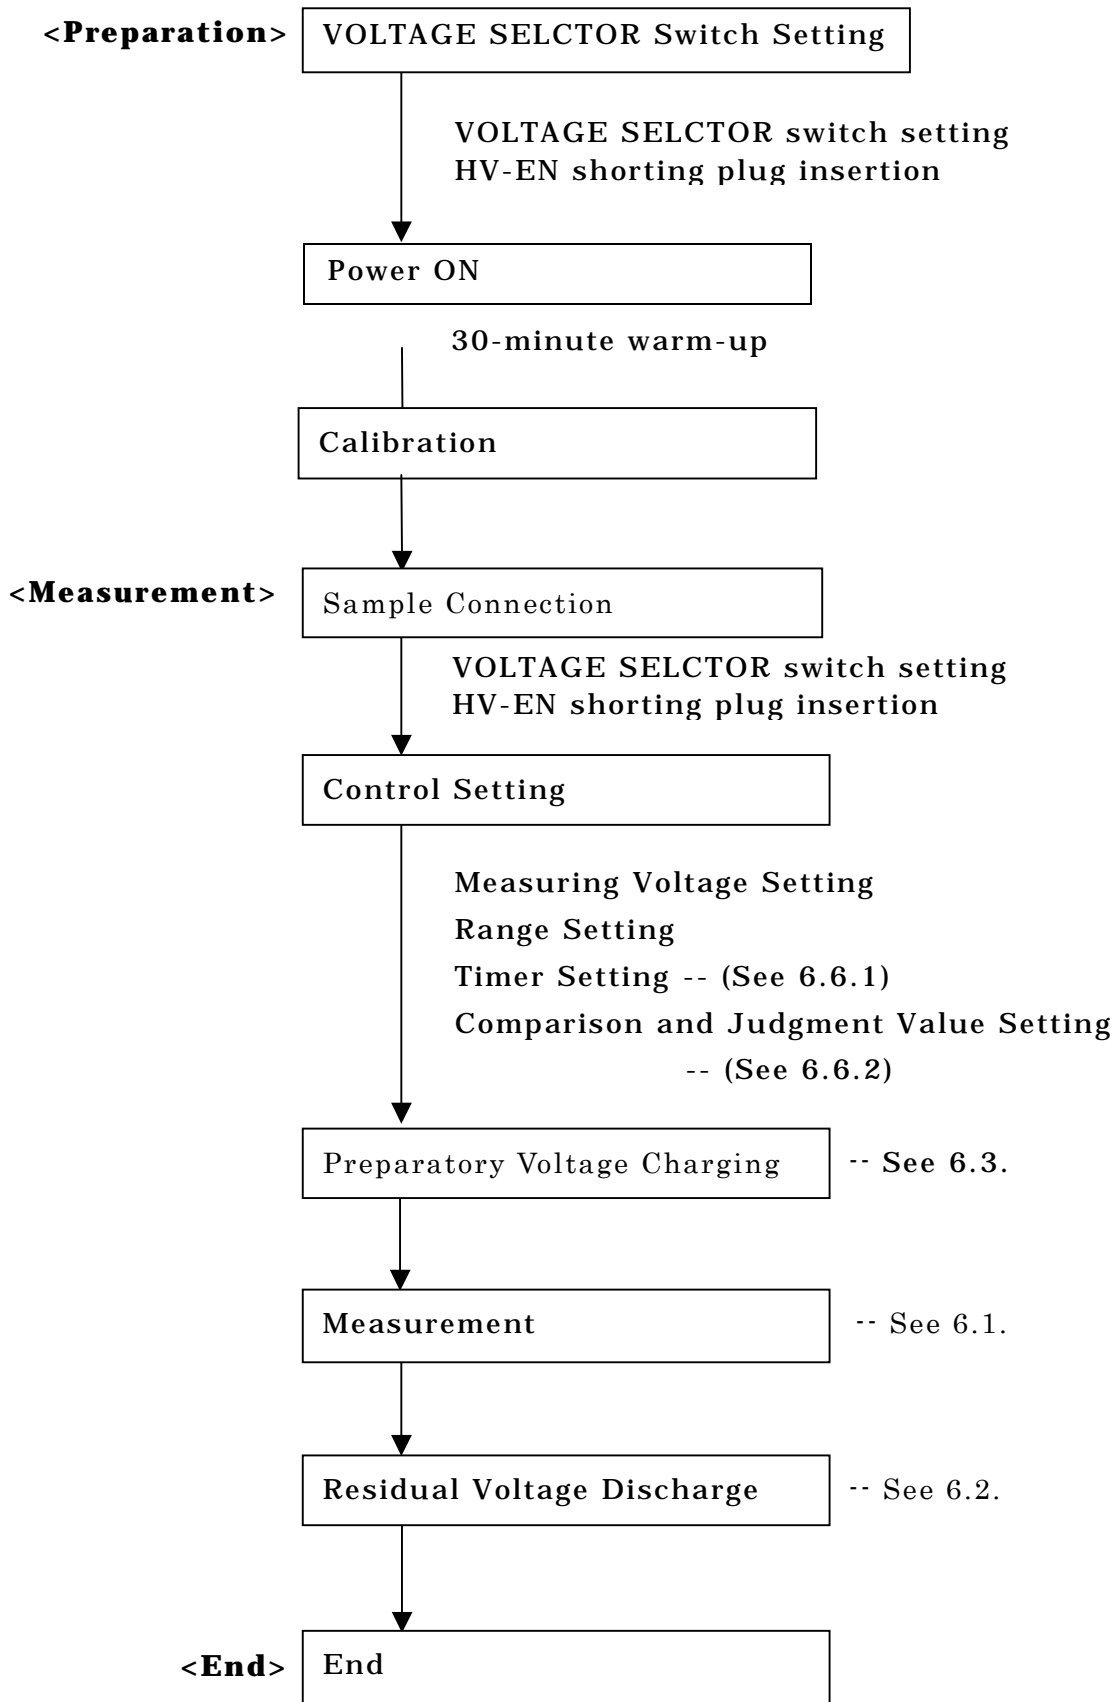 <Preparation> VOLTAGE SELCTOR Switch Setting
VOLTAGE SELCTOR switch setting
HV-EN shorting plug insertion
Power ON
30-minute warm-up
Calibration
<Measurement> Sample Connection
VOLTAGE SELCTOR switch setting
HV-EN shorting plug insertion
Control Setting
Measuring Voltage Setting
Range Setting
Timer Setting -- (See 6.6.1)
Comparison and Judgment Value Setting
-- (See 6.6.2)
Preparatory Voltage Charging -- See 6.3.
Measurement -- See 6.1.
Residual Voltage Discharge -- See 6.2.
<End> End